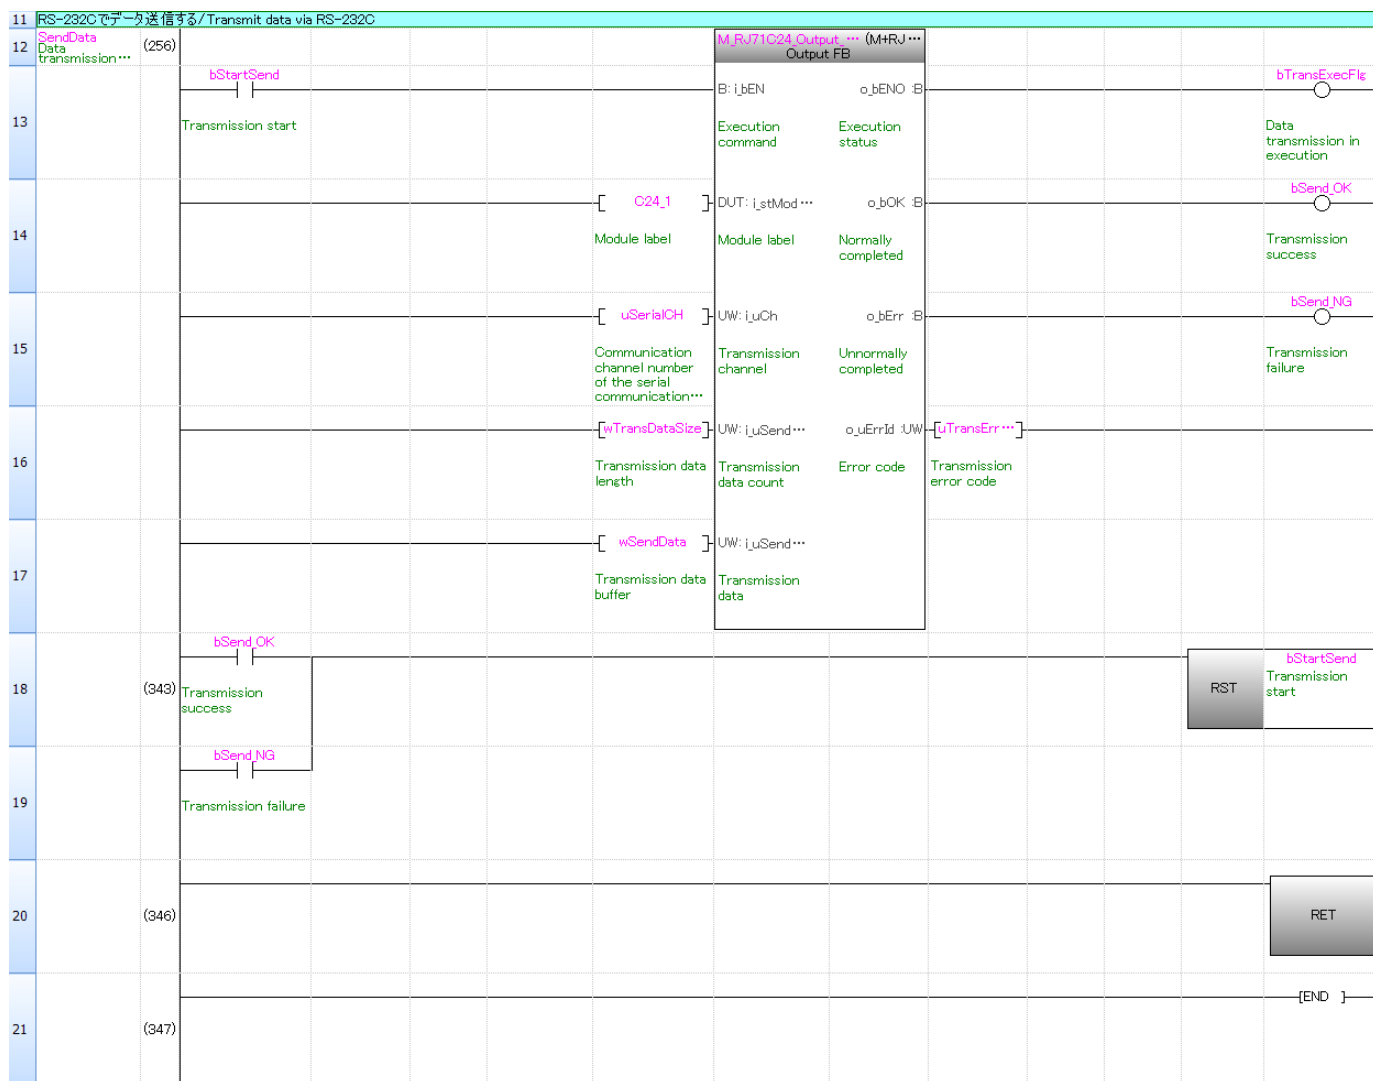 11 RS-232Cでデータ送信する/Transmit data via RS-232C
12 SendData (256) M_RJ71C24_Output_… (M+RJ…
Data
transmission…
Output FB
bStartSend
B: i_bEN o_bENO :B
bTransExecFlg
13
Transmission start
Execution
command
Execution
status
Data
transmission in
execution
C24_1
DUT: i_stMod… o_bOK :B
bSend_OK
14
Module label
Module label
Normally
completed
Transmission
success
uSerialCH
UW: i_uCh o_bErr :B
bSend_NG
15
Communication
channel number
of the serial
communication…
Transmission
channel
Unnormally
completed
Transmission
failure
wTransDataSize
UW: i_uSend… o_uErrId :UW
uTransErr…
16
Transmission data
length
Transmission
data count
Error code
Transmission
error code
wSendData
UW: i_uSend…
17
Transmission data
buffer
Transmission
data
bSend_OK
18 (343)
Transmission
success
RST
bStartSend
Transmission
start
bSend_NG
19
Transmission failure
20 (346) RET
[END ]
21 (347)